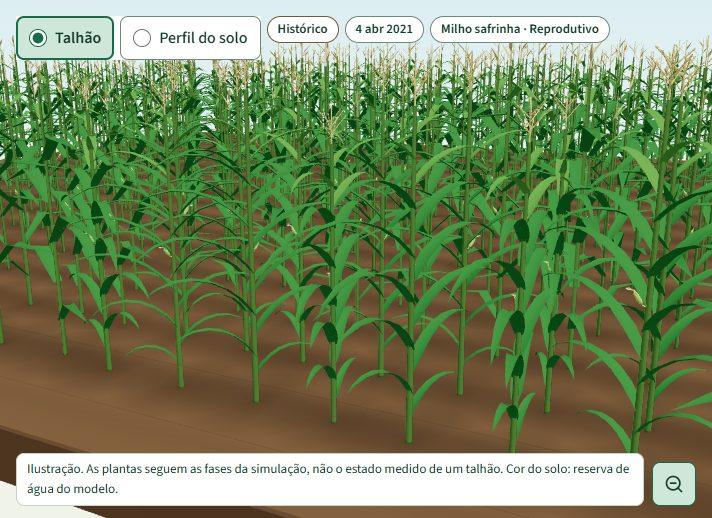 Talhão
Perfil do solo
Histórico
4 abr 2021
Milho safrinha · Reprodutivo
Ilustração. As plantas seguem as fases da simulação, não o estado medido de um talhão. Cor do solo: reserva de
água do modelo.